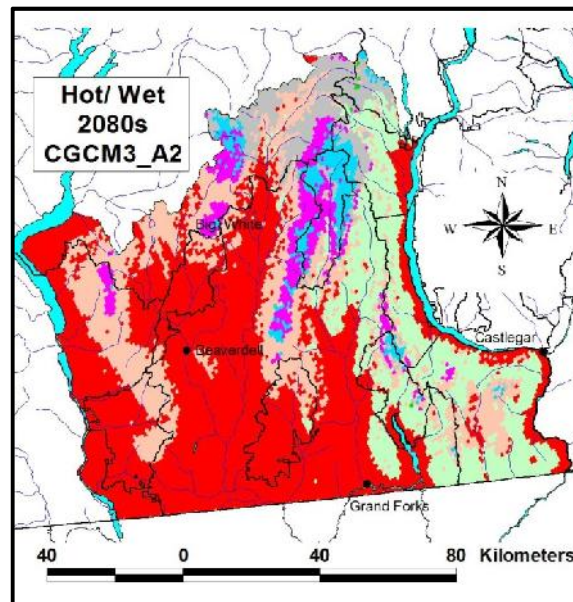 Hot/ Wet
2080s
CGCM3_A2
N
W E
S
Big White
Castlegar
Beaverdell
Grand Forks
40 0 40 80 Kilometers